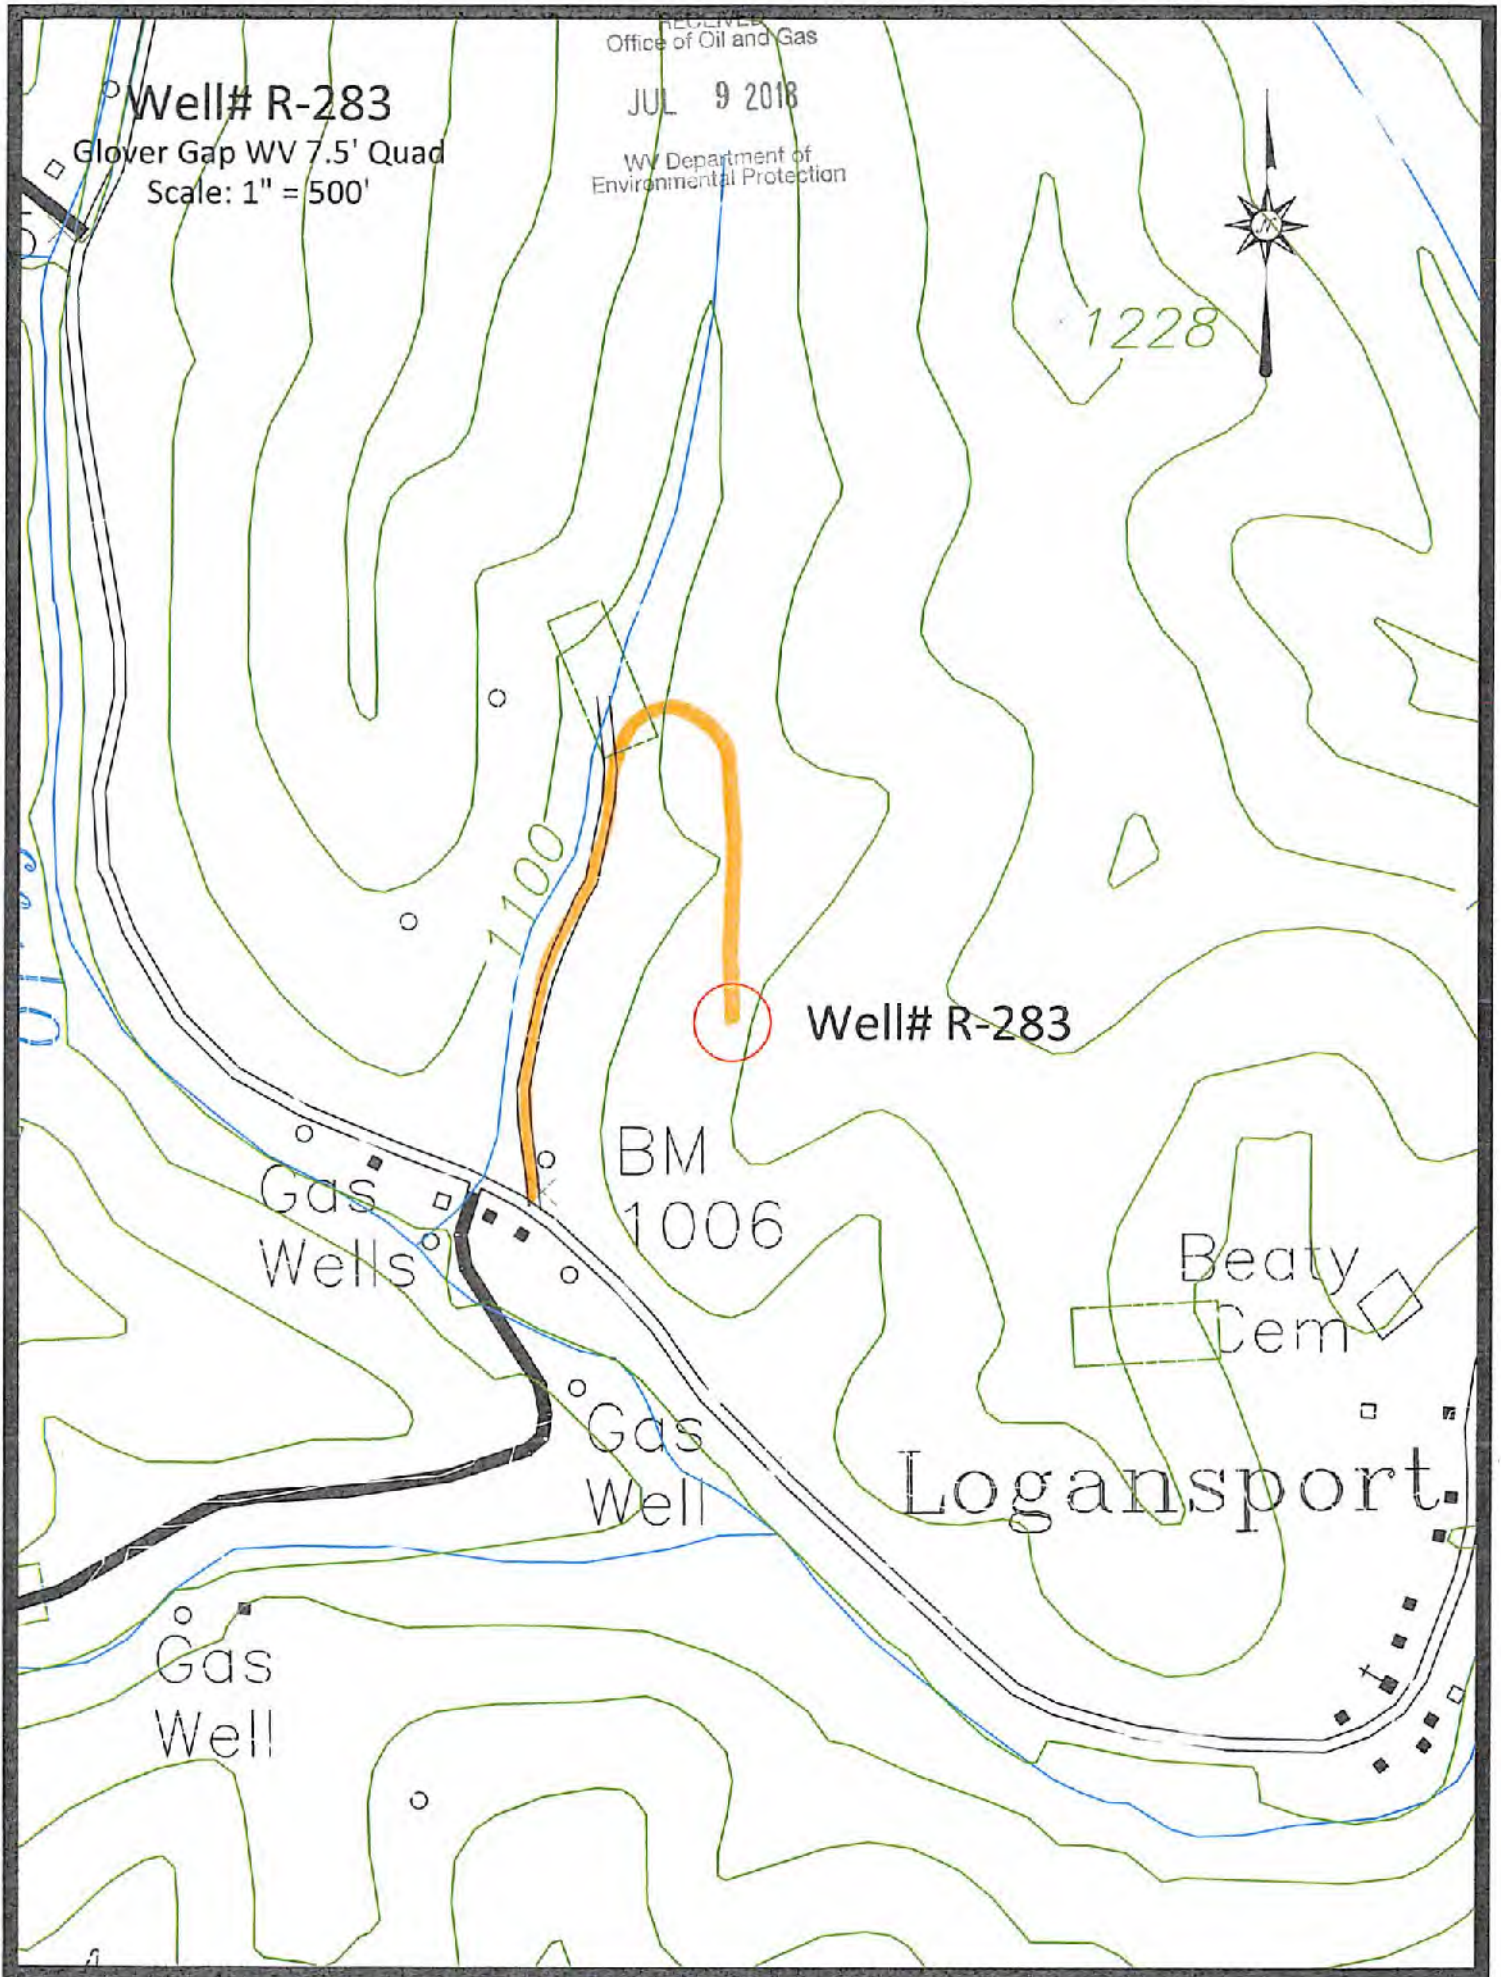 RECEIVED
Office of Oil and Gas
JUL 9 2018
WV Department of
Environmental Protection
Well# R-283
Glover Gap WV 7.5' Quad
Scale: 1" = 500'
N
1228
1100
Well# R-283
BM
1006
Gas
Wells
Beaty
Cem
Gas
Well
Logansport
Gas
Well